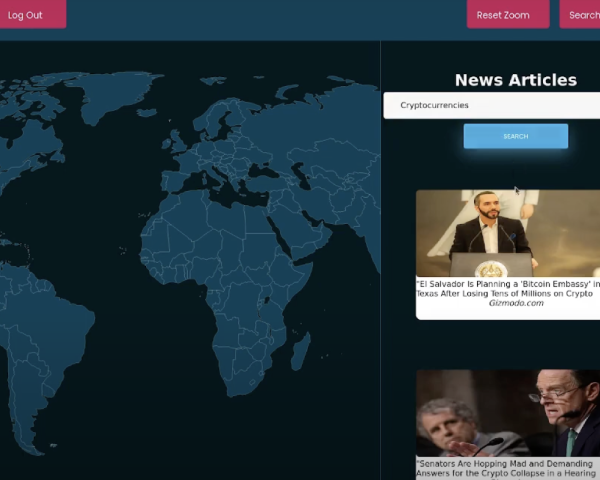 Log Out
Reset Zoom
Search
News Articles
Cryptocurrencies
SEARCH
"El Salvador Is Planning a 'Bitcoin Embassy' in
Texas After Losing Tens of Millions on Crypto
Gizmodo.com
"Senators Are Hopping Mad and Demanding
Answers for the Crypto Collapse in a Hearing